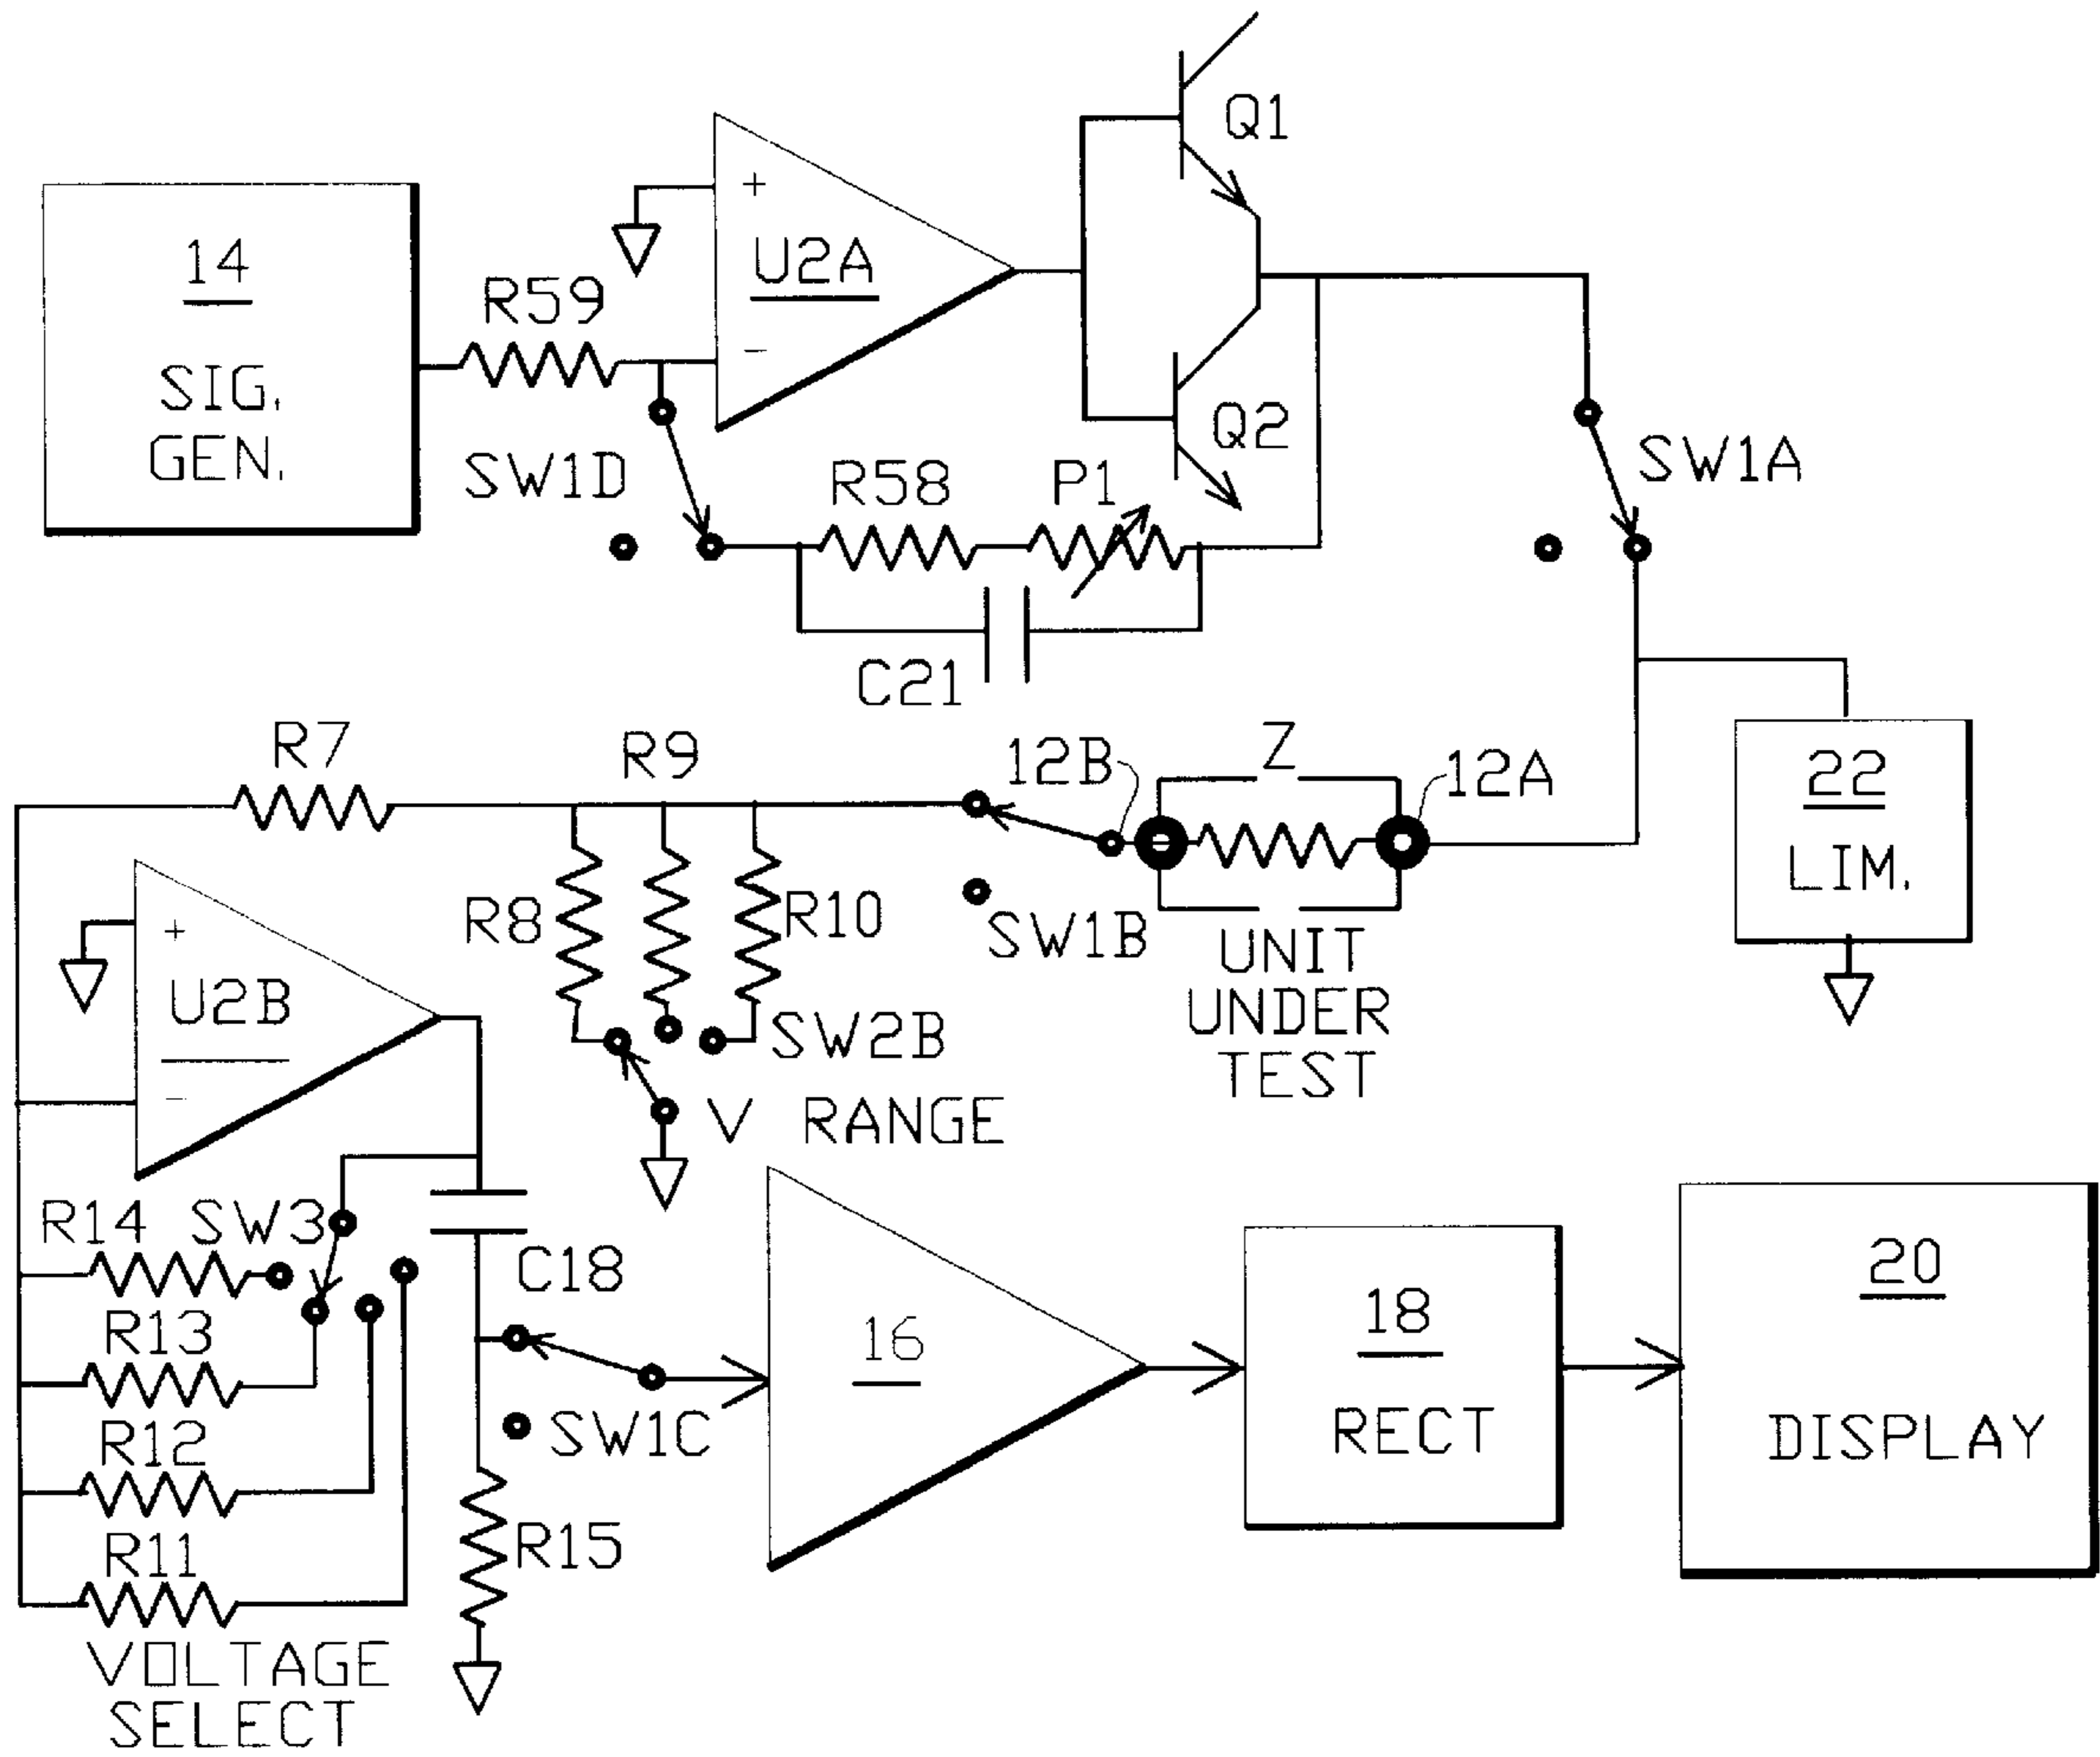 Q1
14
SIG.
GEN.
R59
+
U2A
−
SW1D
R58
P1
Q2
SW1A
C21
R7
R9
12B
Z
12A
22
LIM.
R8
R10
SW1B
UNIT
UNDER
TEST
+
U2B
−
SW2B
V RANGE
R14
SW3
R13
R12
R11
C18
SW1C
R15
16
18
RECT
20
DISPLAY
VOLTAGE
SELECT